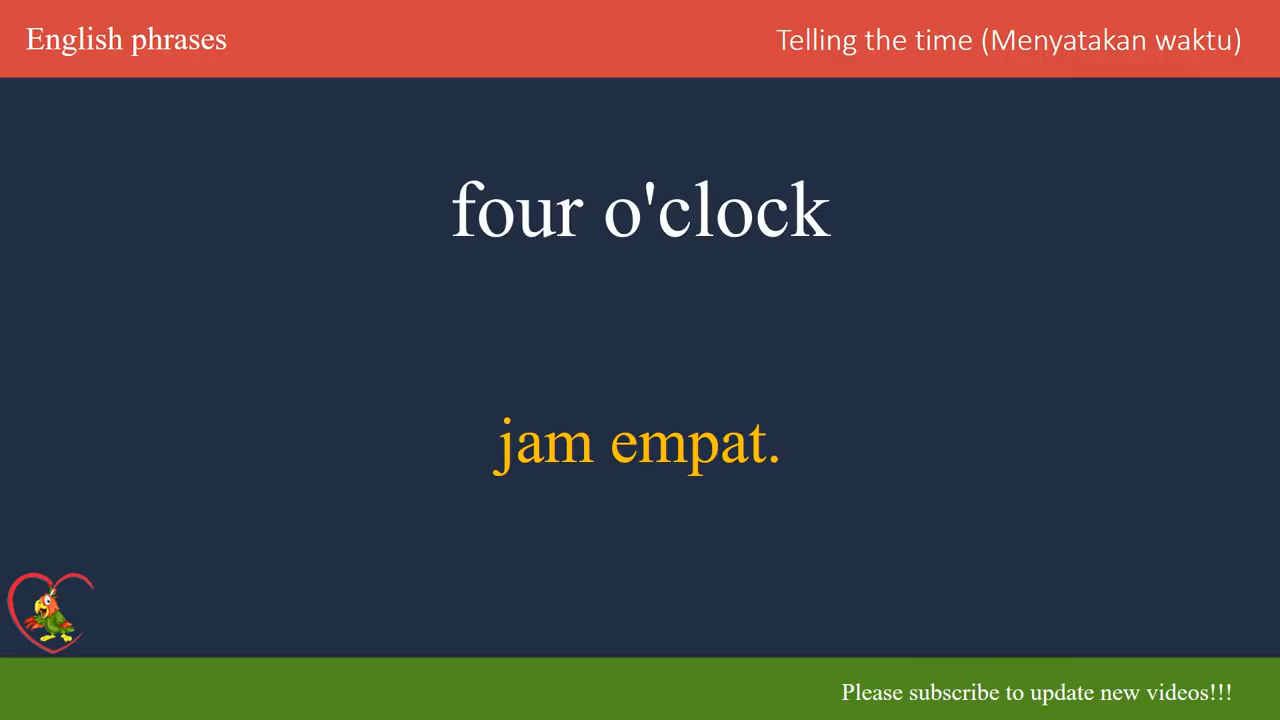 English phrases
Telling the time (Menyatakan waktu)
four o'clock
jam empat.
Please subscribe to update new videos!!!